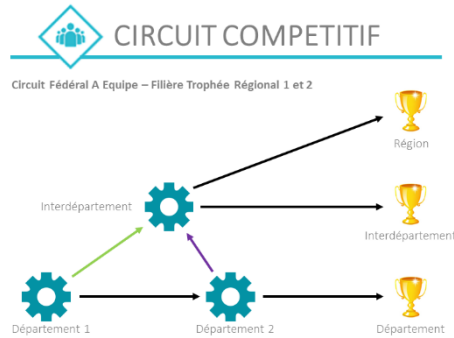 CIRCUIT COMPETITIF
Circuit Fédéral A Equipe – Filière Trophée Régional 1 et 2
Région
Interdépartement
Interdépartement
Département 1
Département 2
Département